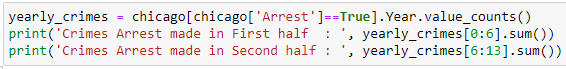 yearly_crimes = chicago[chicago['Arrest']==True].Year.value_counts()
print('Crimes Arrest made in First half  : ', yearly_crimes[0:6].sum())
print('Crimes Arrest made in Second half : ', yearly_crimes[6:13].sum())